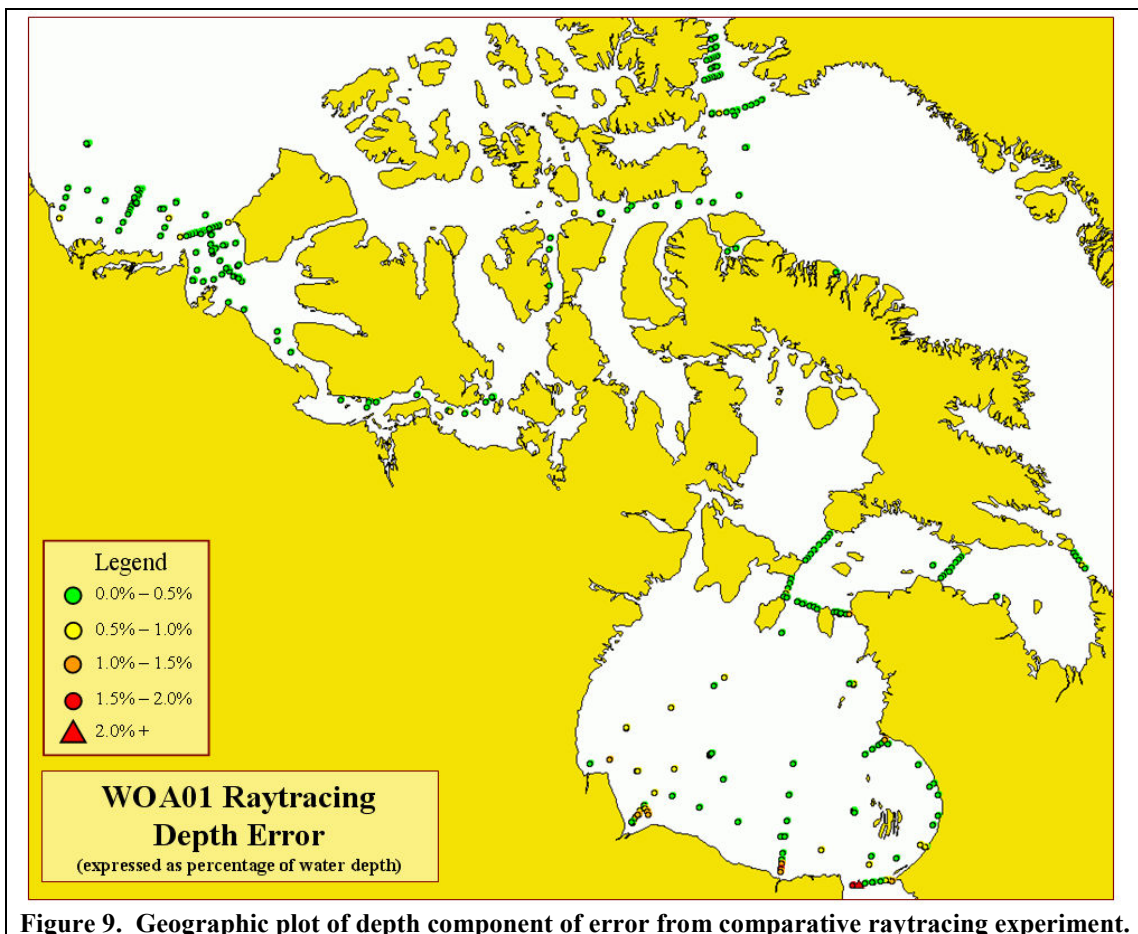 Legend
0.0% – 0.5%
0.5% – 1.0%
1.0% – 1.5%
1.5% – 2.0%
2.0% +
WOA01 Raytracing
Depth Error
(expressed as percentage of water depth)
Figure 9.  Geographic plot of depth component of error from comparative raytracing experiment.